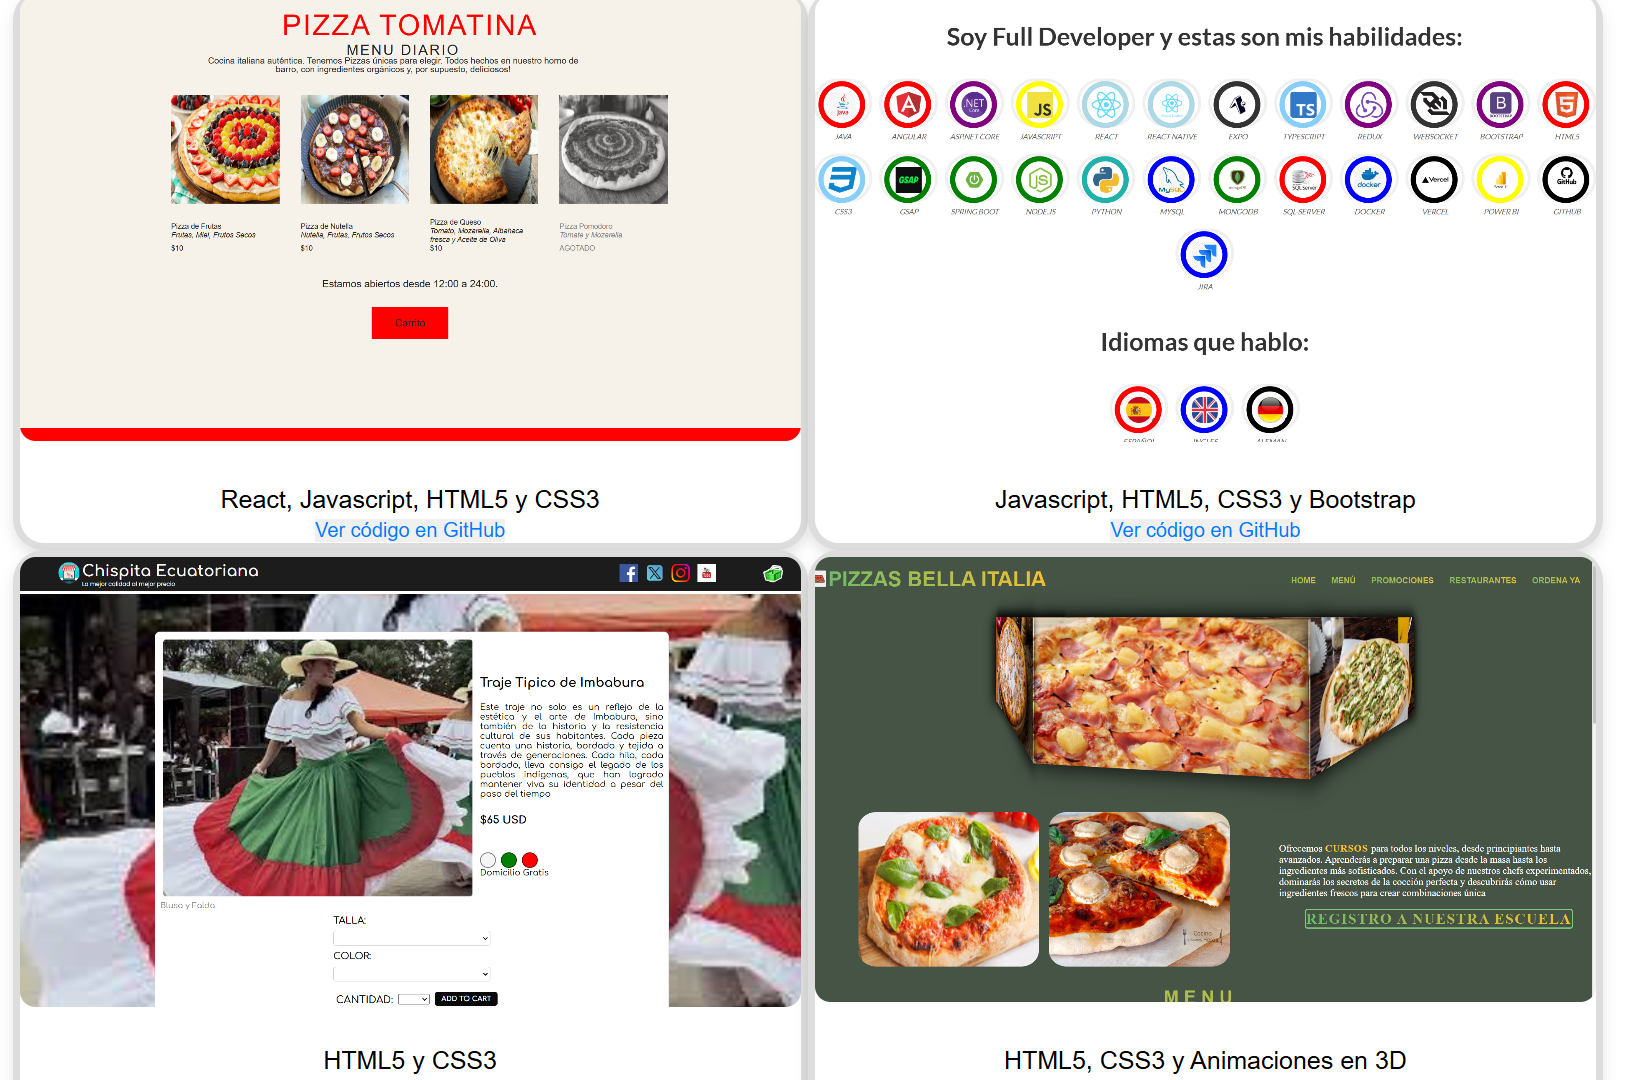 PIZZA TOMATINA
MENU DIARIO
Cocina italiana auténtica. Tenemos Pizzas únicas para elegir. Todos hechos en nuestro horno de
barro, con ingredientes orgánicos y, por supuesto, deliciosos!
Pizza de Frutas
Frutas, Miel, Frutos Secos
$10
Pizza de Nutella
Nutella, Frutas, Frutos Secos
$10
Pizza de Queso
Tomato, Mozarella, Albahaca
fresca y Aceite de Oliva
$10
Pizza Pomodoro
Tomate y Mozarella
AGOTADO
Estamos abiertos desde 12:00 a 24:00.
Carrito
React, Javascript, HTML5 y CSS3
Ver código en GitHub
Soy Full Developer y estas son mis habilidades:
JAVA ANGULAR ASP.NET CORE JAVASCRIPT REACT REACT NATIVE EXPO TYPESCRIPT REDUX WEBSOCKET BOOTSTRAP HTML5
CSS3 GSAP SPRING BOOT NODE.JS PYTHON MYSQL MONGODB SQL-SERVER DOCKER VERCEL POWER BI GITHUB
JIRA
Idiomas que hablo:
ESPAÑOL INGLES ALEMAN
Javascript, HTML5, CSS3 y Bootstrap
Ver código en GitHub
Chispita Ecuatoriana
La mejor calidad al mejor precio
Traje Tipico de Imbabura
Este traje no solo es un reflejo de la
estética y el arte de Imbabura, sino
también de la historia y la resistencia
cultural de sus habitantes. Cada pieza
cuenta una historia, bordado y tejida a
través de generaciones. Cada hilo, cada
bordado, lleva consigo el legado de los
pueblos indígenas, que han logrado
mantener viva su identidad a pesar del
paso del tiempo
$65 USD
Domicilio Gratis
Blusa y Falda
TALLA:
COLOR:
CANTIDAD:
ADD TO CART
HTML5 y CSS3
PIZZAS BELLA ITALIA
HOME MENÚ PROMOCIONES RESTAURANTES ORDENA YA
Ofrecemos CURSOS para todos los niveles, desde principiantes hasta
avanzados. Aprenderás a preparar una pizza desde la masa hasta los
ingredientes más sofisticados. Con el apoyo de nuestros chefs experimentados,
dominarás los secretos de la cocción perfecta y descubrirás cómo usar
ingredientes frescos para crear combinaciones única
REGISTRO A NUESTRA ESCUELA
MENU
HTML5, CSS3 y Animaciones en 3D